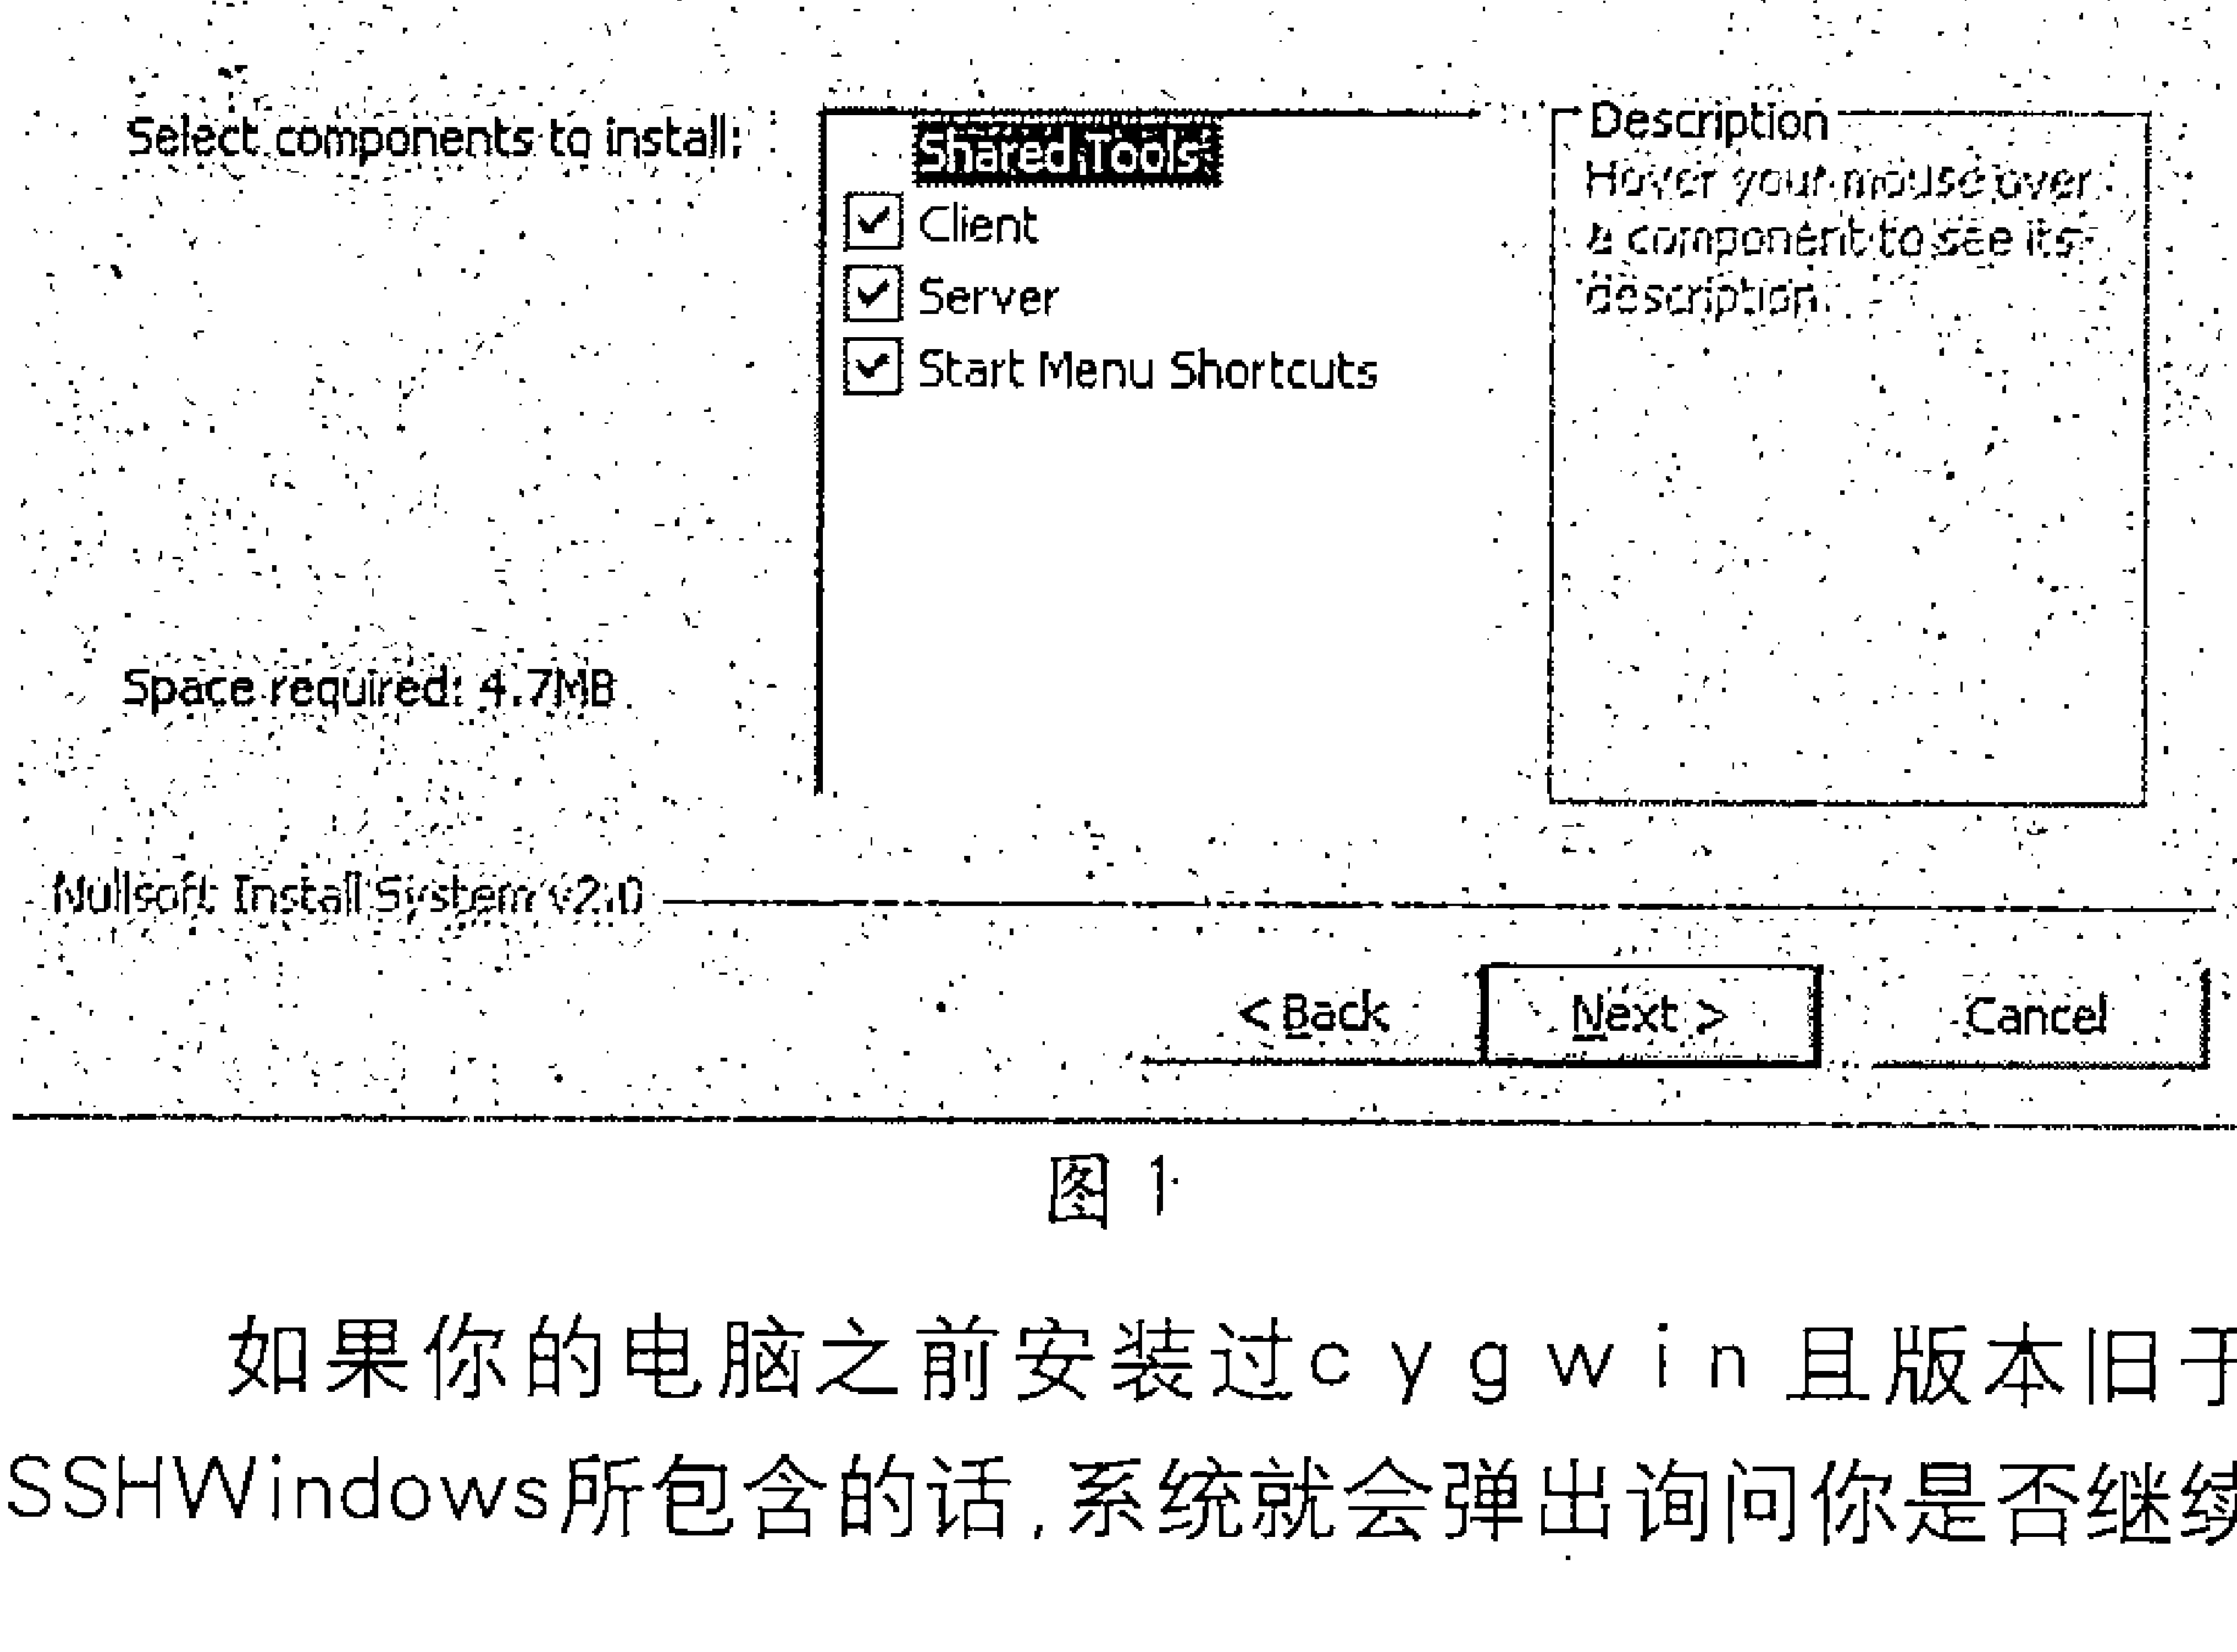 Select components to install:
Shared Tools
Client
Server
Start Menu Shortcuts
Description
Hover your mouse over
a component to see its
description.
Space required: 4.7MB
Nullsoft Install System v2.0
< Back
Next >
Cancel
图 1
如果你的电脑之前安装过cygwin且版本旧于
SSHWindows所包含的话,系统就会弹出询问你是否继续